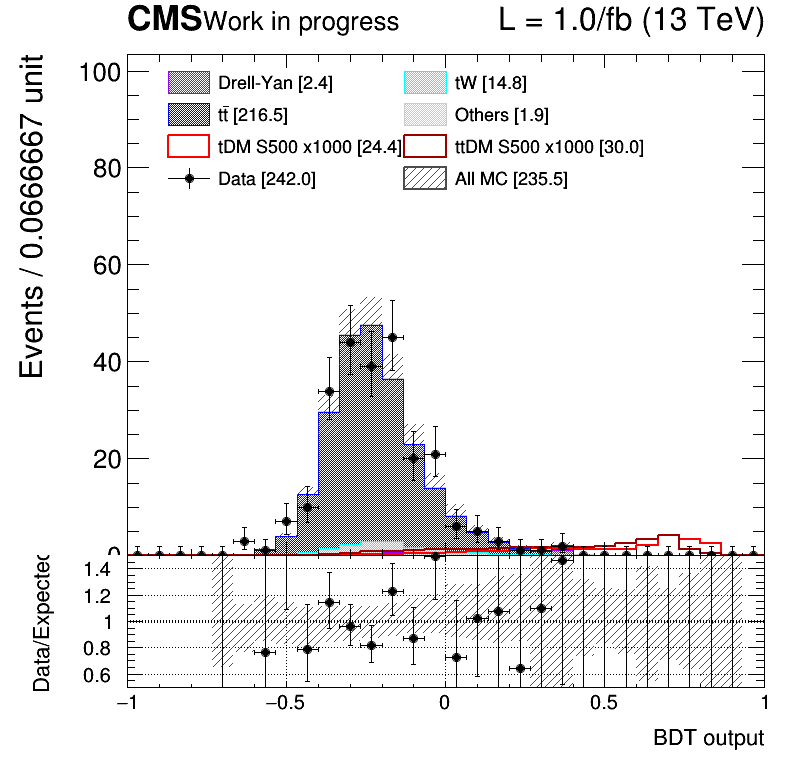 CMS Work in progress L = 1.0/fb (13 TeV)
Events / 0.0666667 unit
100
80
60
40
20
0
Drell-Yan [2.4] tW [14.8]
tt̄ [216.5] Others [1.9]
tDM S500 x1000 [24.4] ttDM S500 x1000 [30.0]
Data [242.0] All MC [235.5]
Data/Expected
1.4
1.2
1
0.8
0.6
−1 −0.5 0 0.5 1
BDT output